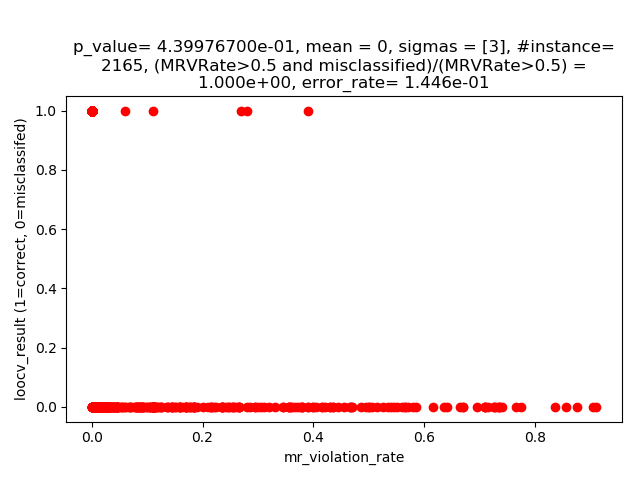 p_value= 4.39976700e-01, mean = 0, sigmas = [3], #instance=
2165, (MRVRate>0.5 and misclassified)/(MRVRate>0.5) =
1.000e+00, error_rate= 1.446e-01
1.0
0.8
0.6
0.4
0.2
0.0
loocv_result (1=correct, 0=misclassifed)
0.0 0.2 0.4 0.6 0.8
mr_violation_rate